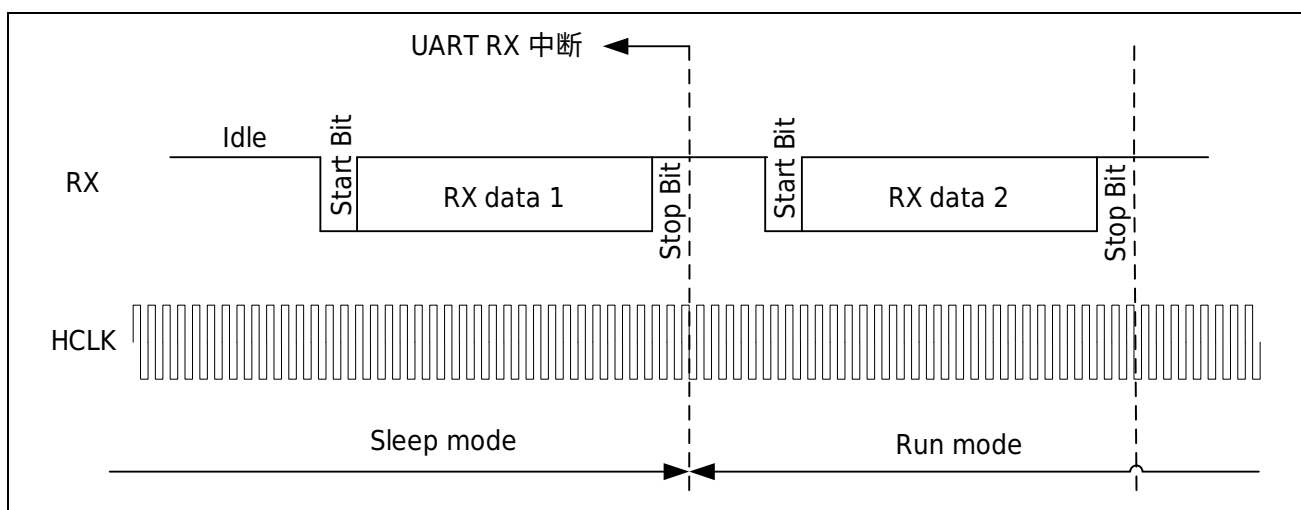 UART RX 中断
Idle
Start Bit
Start Bit
RX
RX data 1
RX data 2
Stop Bit
Stop Bit
HCLK
Sleep mode
Run mode